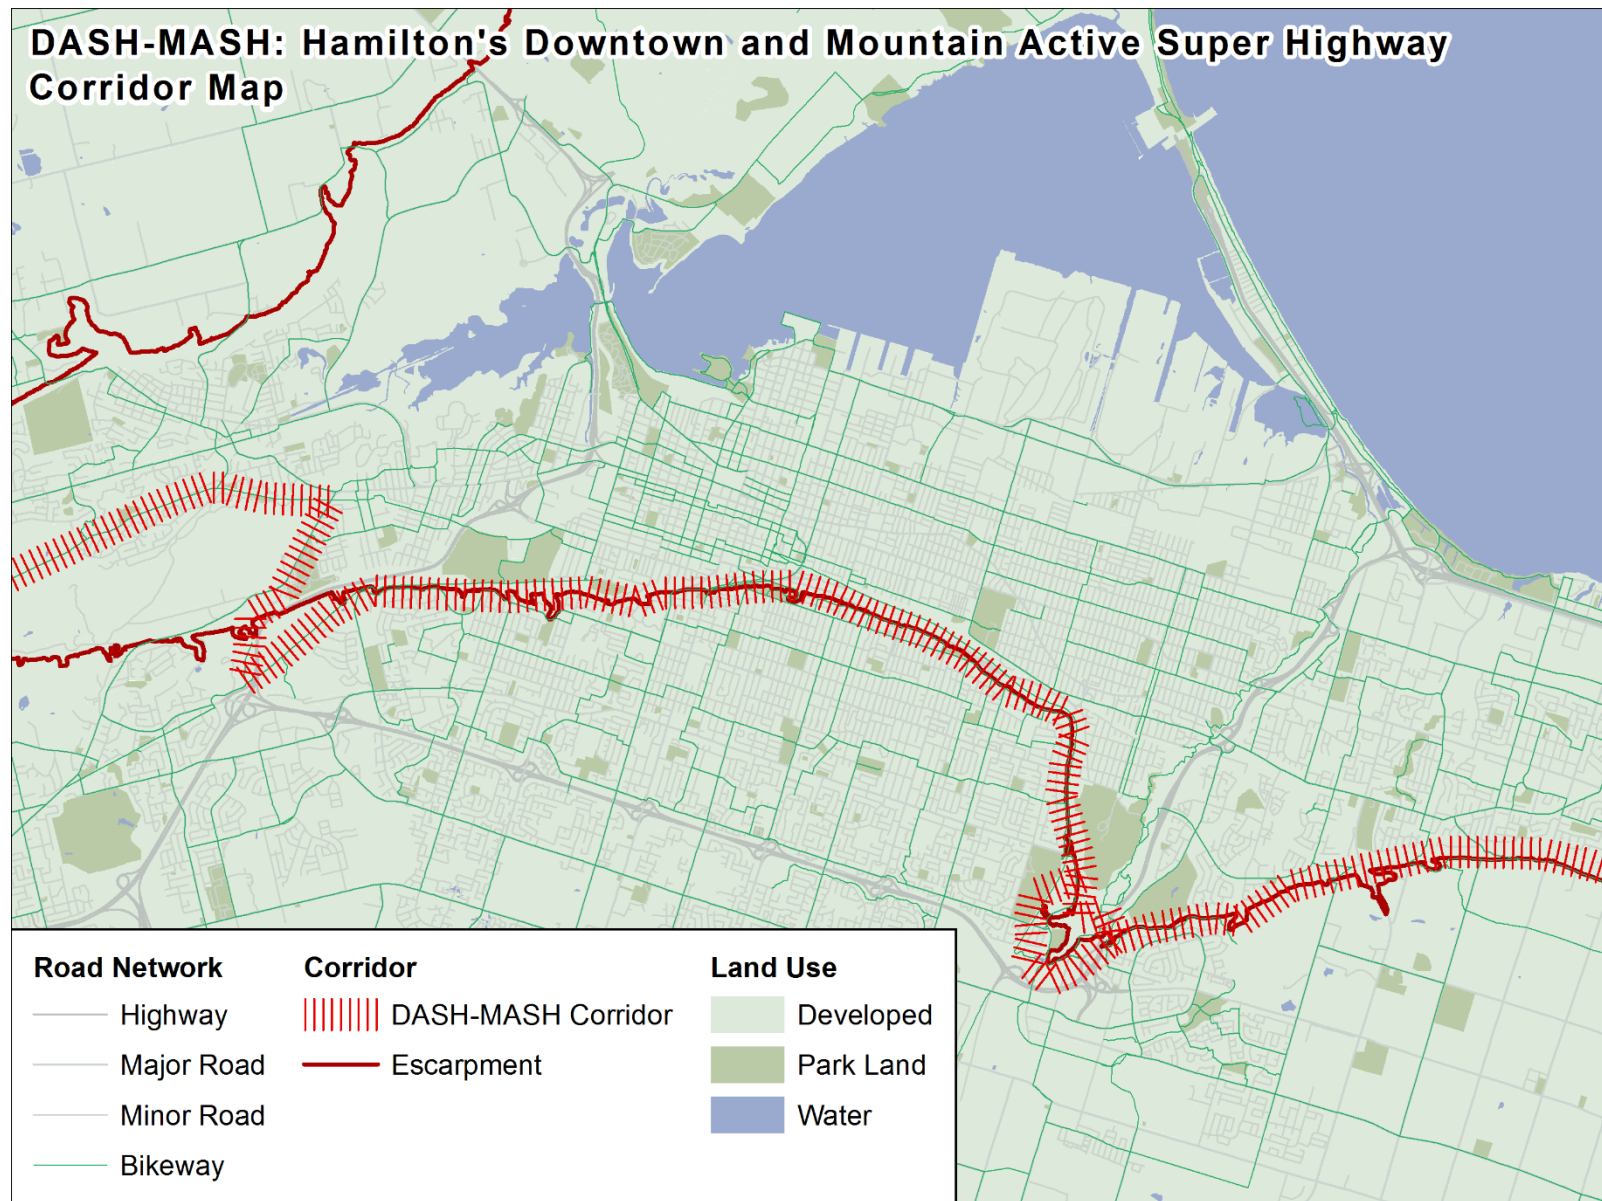 DASH-MASH: Hamilton's Downtown and Mountain Active Super Highway
Corridor Map
Road Network
Highway
Major Road
Minor Road
Bikeway
Corridor
DASH-MASH Corridor
Escarpment
Land Use
Developed
Park Land
Water